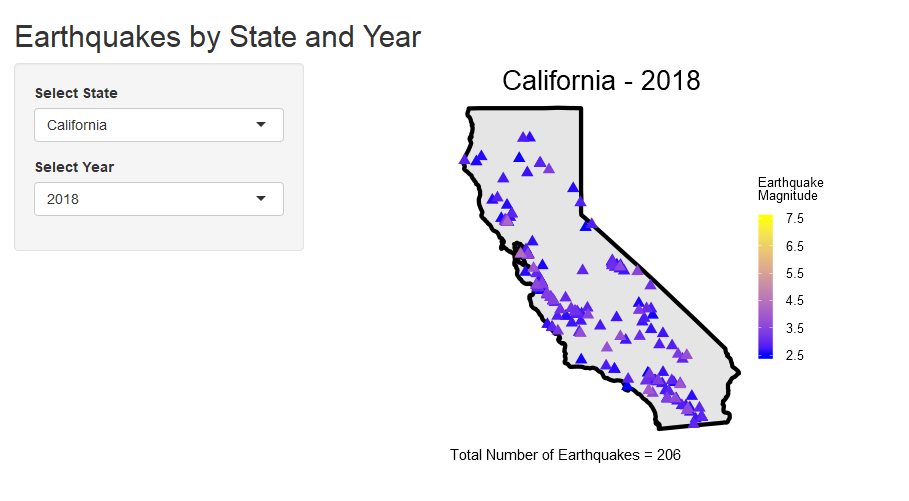 Earthquakes by State and Year
Select State
California
Select Year
2018
California - 2018
Earthquake
Magnitude
7.5
6.5
5.5
4.5
3.5
2.5
Total Number of Earthquakes = 206